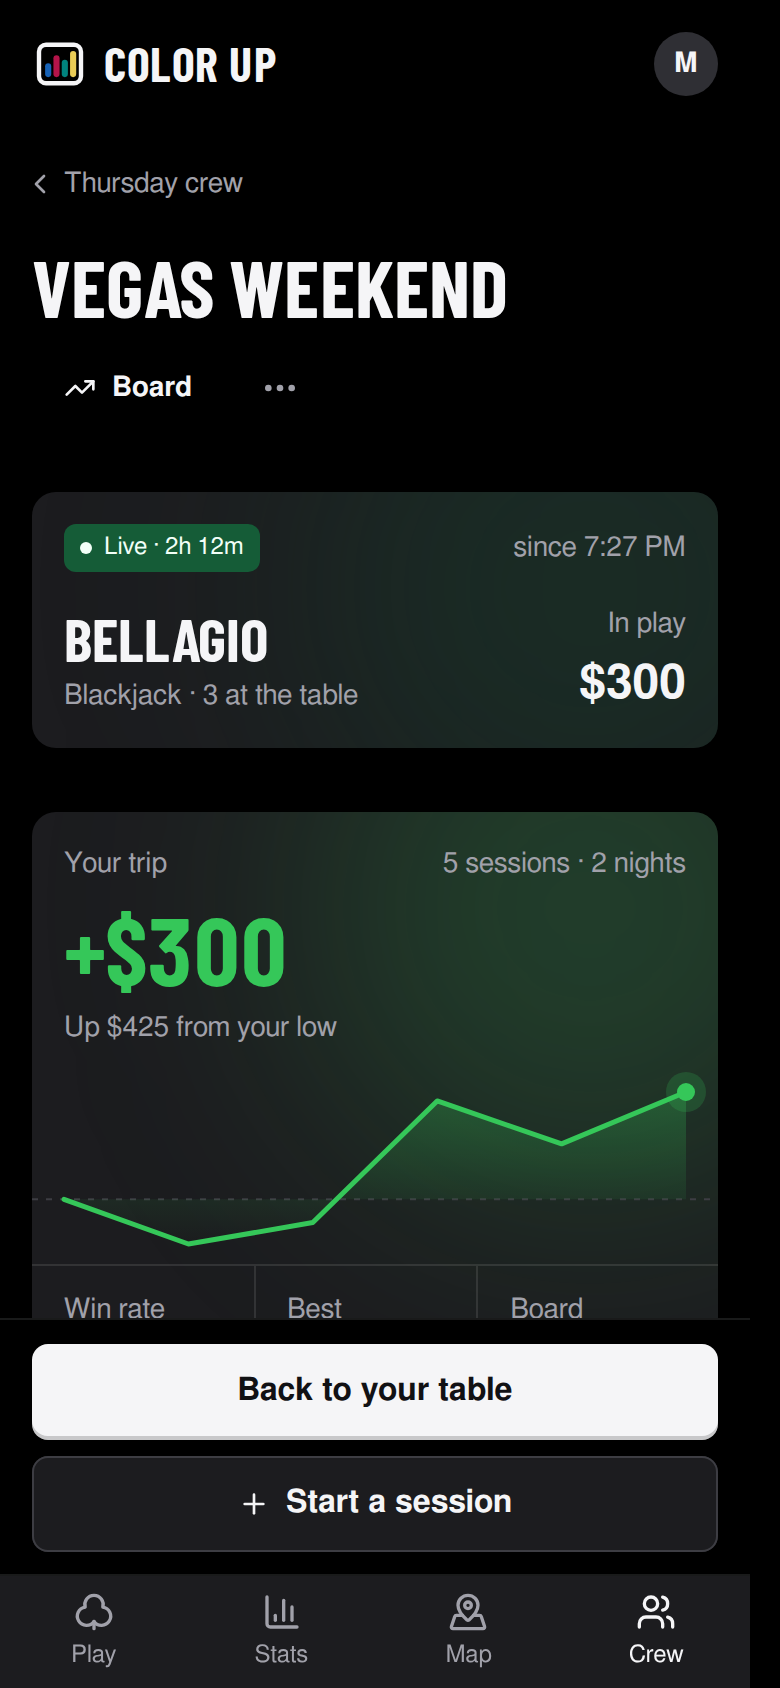 COLOR UP
M
Thursday crew
VEGAS WEEKEND
Board
Live · 2h 12m
since 7:27 PM
BELLAGIO
In play
Blackjack · 3 at the table
$300
Your trip
5 sessions · 2 nights
+$300
Up $425 from your low
Win rate
Best
Board
Back to your table
+ Start a session
Play
Stats
Map
Crew